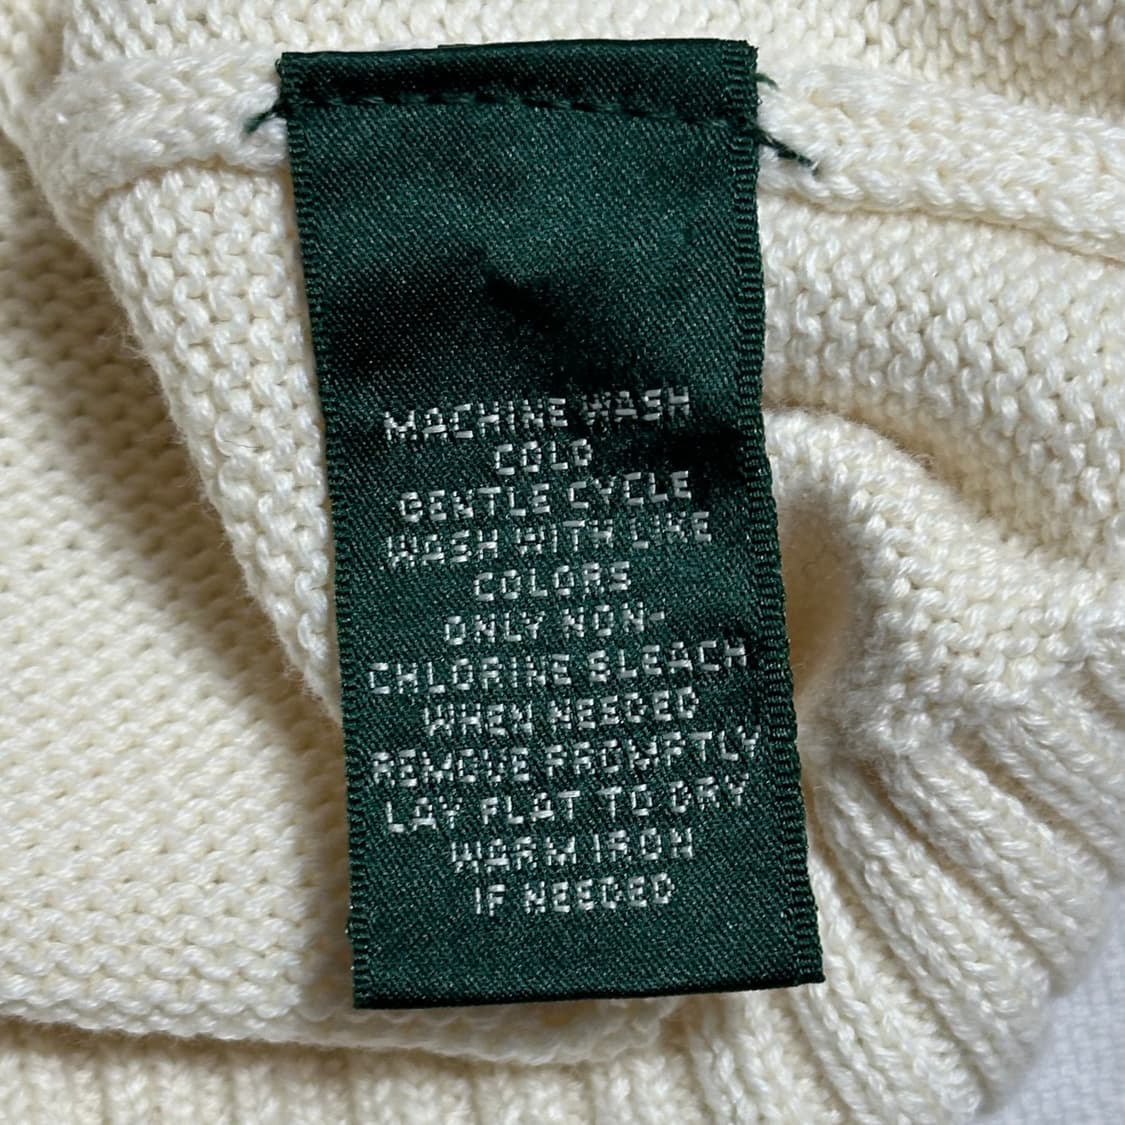 MACHINE WASH
COLD
GENTLE CYCLE
WASH WITH LIKE
COLORS
ONLY NON-
CHLORINE BLEACH
WHEN NEEDED
REMOVE PROMPTLY
LAY FLAT TO DRY
WARM IRON
IF NEEDED